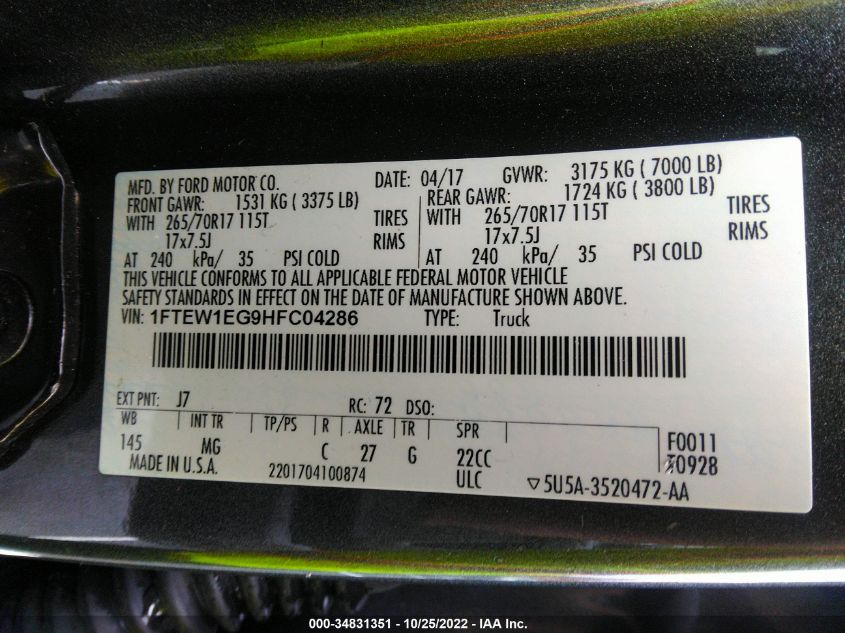 MFD. BY FORD MOTOR CO. DATE: 04/17 GVWR: 3175 KG ( 7000 LB)
FRONT GAWR: 1531 KG ( 3375 LB) REAR GAWR: 1724 KG ( 3800 LB)
WITH 265/70R17 115T TIRES WITH 265/70R17 115T TIRES
17x7.5J RIMS 17x7.5J RIMS
AT 240 kPa/ 35 PSI COLD AT 240 kPa/ 35 PSI COLD
THIS VEHICLE CONFORMS TO ALL APPLICABLE FEDERAL MOTOR VEHICLE
SAFETY STANDARDS IN EFFECT ON THE DATE OF MANUFACTURE SHOWN ABOVE.
VIN: 1FTEW1EG9HFC04286 TYPE: Truck
EXT PNT: J7 RC: 72 DSO:
WB INT TR TP/PS R AXLE TR SPR F0011
145 MG C 27 G 22CC T0928
MADE IN U.S.A. 2201704100874 ULC ▽5U5A-3520472-AA
000-34831351 - 10/25/2022 - IAA Inc.